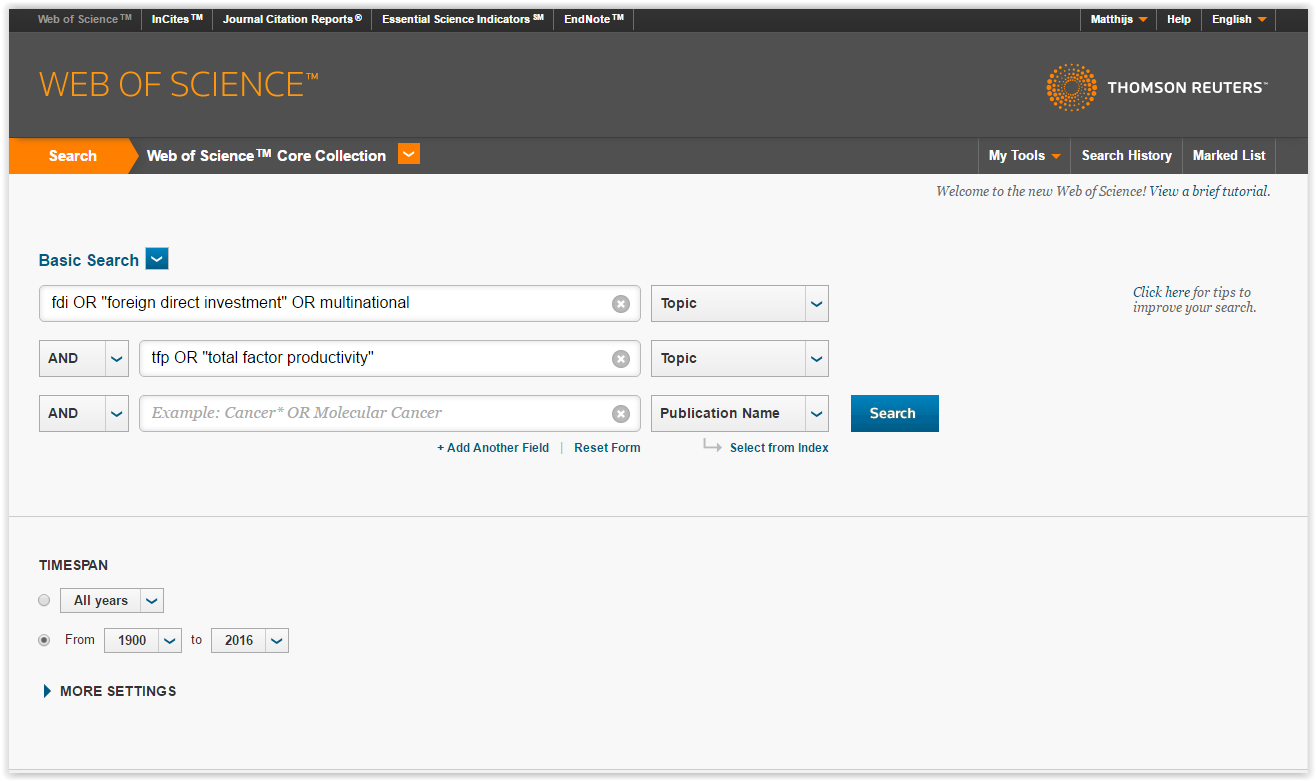 Web of Science™ InCites™ Journal Citation Reports® Essential Science Indicators℠ EndNote™ Matthijs Help English
WEB OF SCIENCE™
THOMSON REUTERS™
Search Web of Science™ Core Collection My Tools Search History Marked List
Welcome to the new Web of Science! View a brief tutorial.
Basic Search
fdi OR "foreign direct investment" OR multinational Topic
Click here for tips to
improve your search.
AND tfp OR "total factor productivity" Topic
AND Example: Cancer* OR Molecular Cancer Publication Name Search
+ Add Another Field | Reset Form Select from Index
TIMESPAN
All years
From 1900 to 2016
MORE SETTINGS